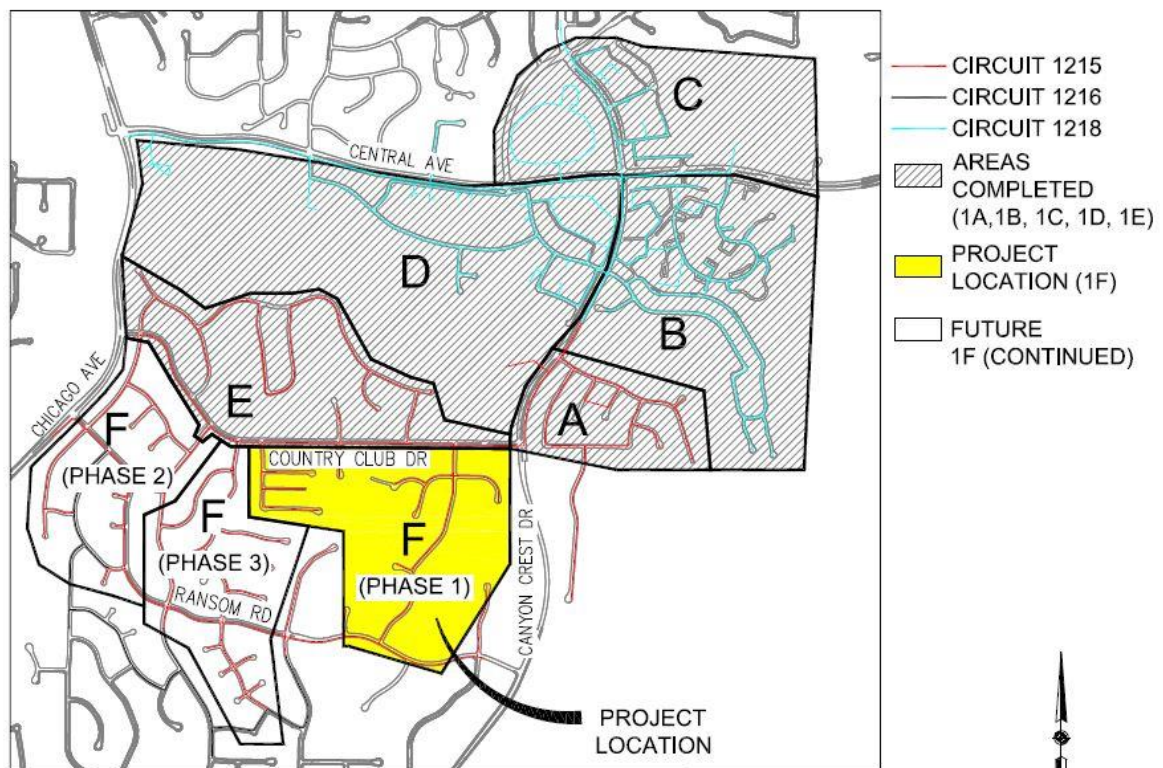 C
CENTRAL AVE
D
B
CHICAGO AVE
E
A
F
(PHASE 2)
COUNTRY CLUB DR
F
(PHASE 3)
F
(PHASE 1)
RANSOM RD
CANYON CREST DR
PROJECT
LOCATION
CIRCUIT 1215
CIRCUIT 1216
CIRCUIT 1218
AREAS
COMPLETED
(1A,1B, 1C, 1D, 1E)
PROJECT
LOCATION (1F)
FUTURE
1F (CONTINUED)